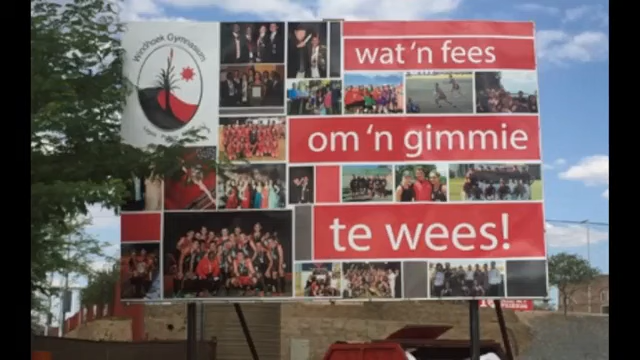 Windhoek Gymnasium
wat 'n fees
om 'n gimmie
te wees!